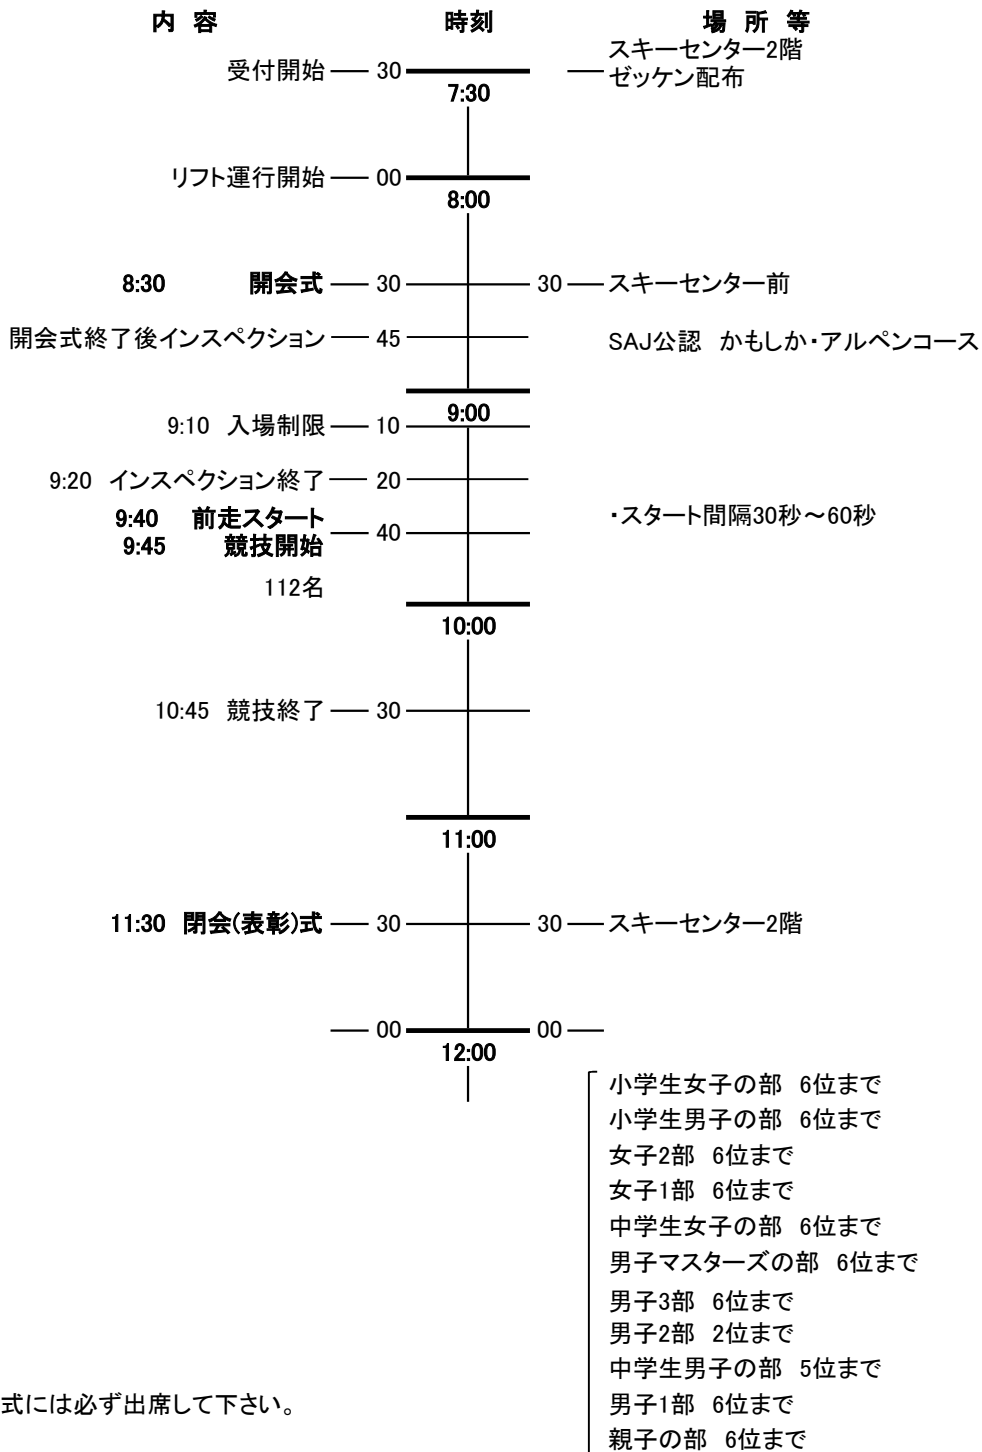 内 容 時刻 場 所 等
スキーセンター2階
受付開始 30 ゼッケン配布
7:30
リフト運行開始 00
8:00
8:30 開会式 30 30 スキーセンター前
開会式終了後インスペクション 45 SAJ公認 かもしか・アルペンコース
9:00
9:10 入場制限 10
9:20 インスペクション終了 20
9:40 前走スタート ・スタート間隔30秒～60秒
40
9:45 競技開始
112名
10:00
10:45 競技終了 30
11:00
11:30 閉会(表彰)式 30 30 スキーセンター2階
00 00
12:00
小学生女子の部 6位まで
小学生男子の部 6位まで
女子2部 6位まで
女子1部 6位まで
中学生女子の部 6位まで
男子マスターズの部 6位まで
男子3部 6位まで
男子2部 2位まで
中学生男子の部 5位まで
式には必ず出席して下さい。 男子1部 6位まで
親子の部 6位まで